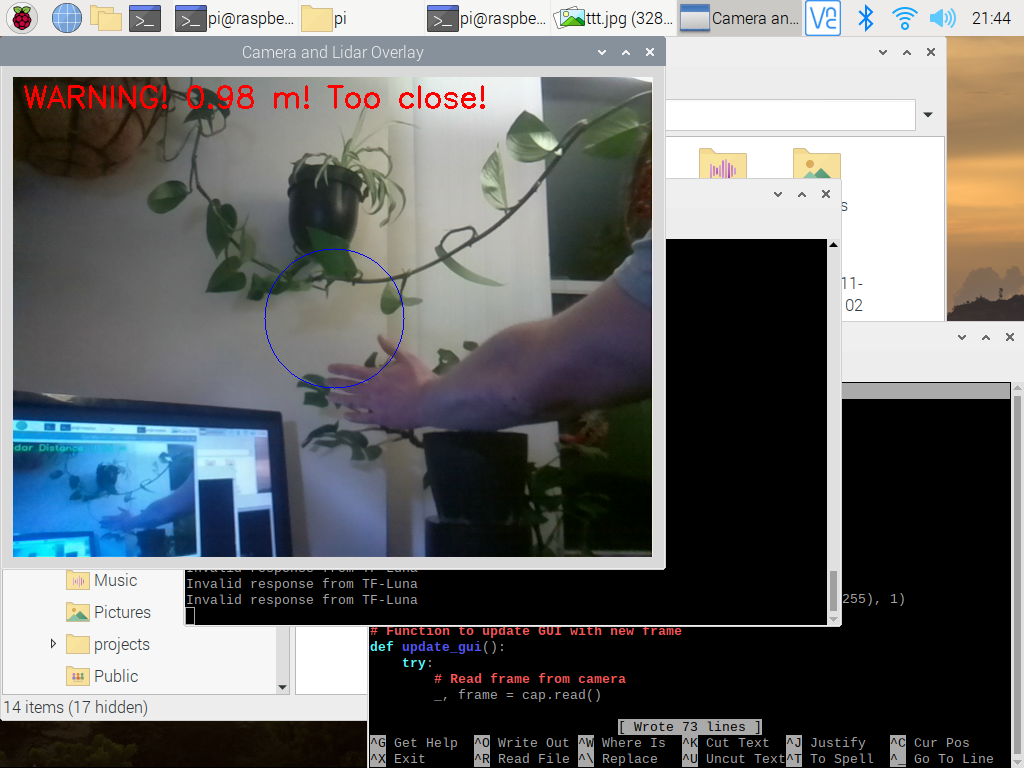 pi@raspbe...
pi
pi@raspbe...
ttt.jpg (328...
Camera an...
21:44
Camera and Lidar Overlay
WARNING! 0.98 m! Too close!
s
11-
02
Invalid response from TF-Luna
Invalid response from TF-Luna
Invalid response from TF-Luna
255), 1)
Music
Pictures
projects
Public
14 items (17 hidden)
# Function to update GUI with new frame
def update_gui():
try:
# Read frame from camera
_, frame = cap.read()
[ Wrote 73 lines ]
^G Get Help ^O Write Out ^W Where Is ^K Cut Text ^J Justify ^C Cur Pos
^X Exit ^R Read File ^\ Replace ^U Uncut Text ^T To Spell ^_ Go To Line